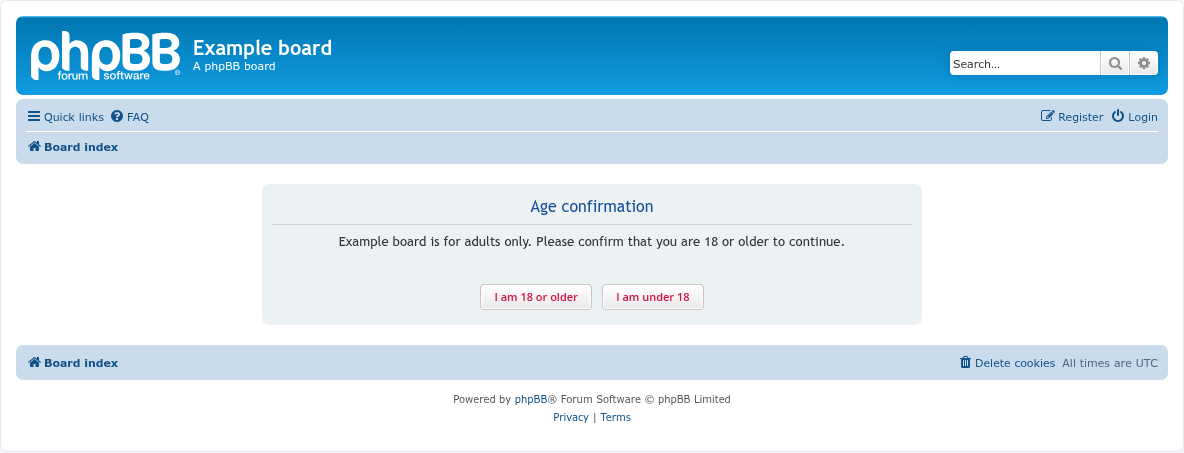 phpBB
forum software
®
Example board
A phpBB board
Search…
Quick links FAQ
Register Login
Board index
Age confirmation
Example board is for adults only. Please confirm that you are 18 or older to continue.
I am 18 or older I am under 18
Board index
Delete cookies All times are UTC
Powered by phpBB® Forum Software © phpBB Limited
Privacy | Terms